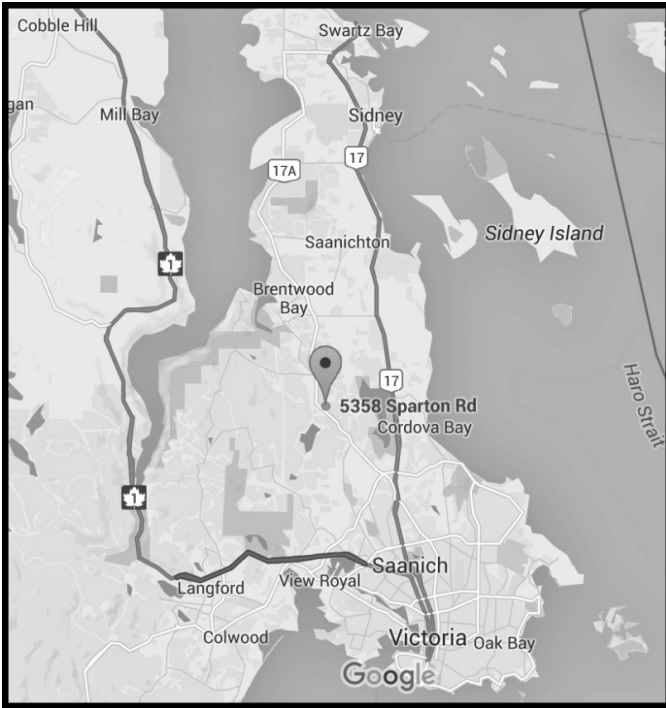 Cobble Hill
Swartz Bay
gan
Mill Bay
Sidney
17
17A
Sidney Island
Saanichton
1
Brentwood
Bay
17
Haro Strait
5358 Sparton Rd
Cordova Bay
1
Saanich
View Royal
Langford
Colwood
Victoria
Oak Bay
Google